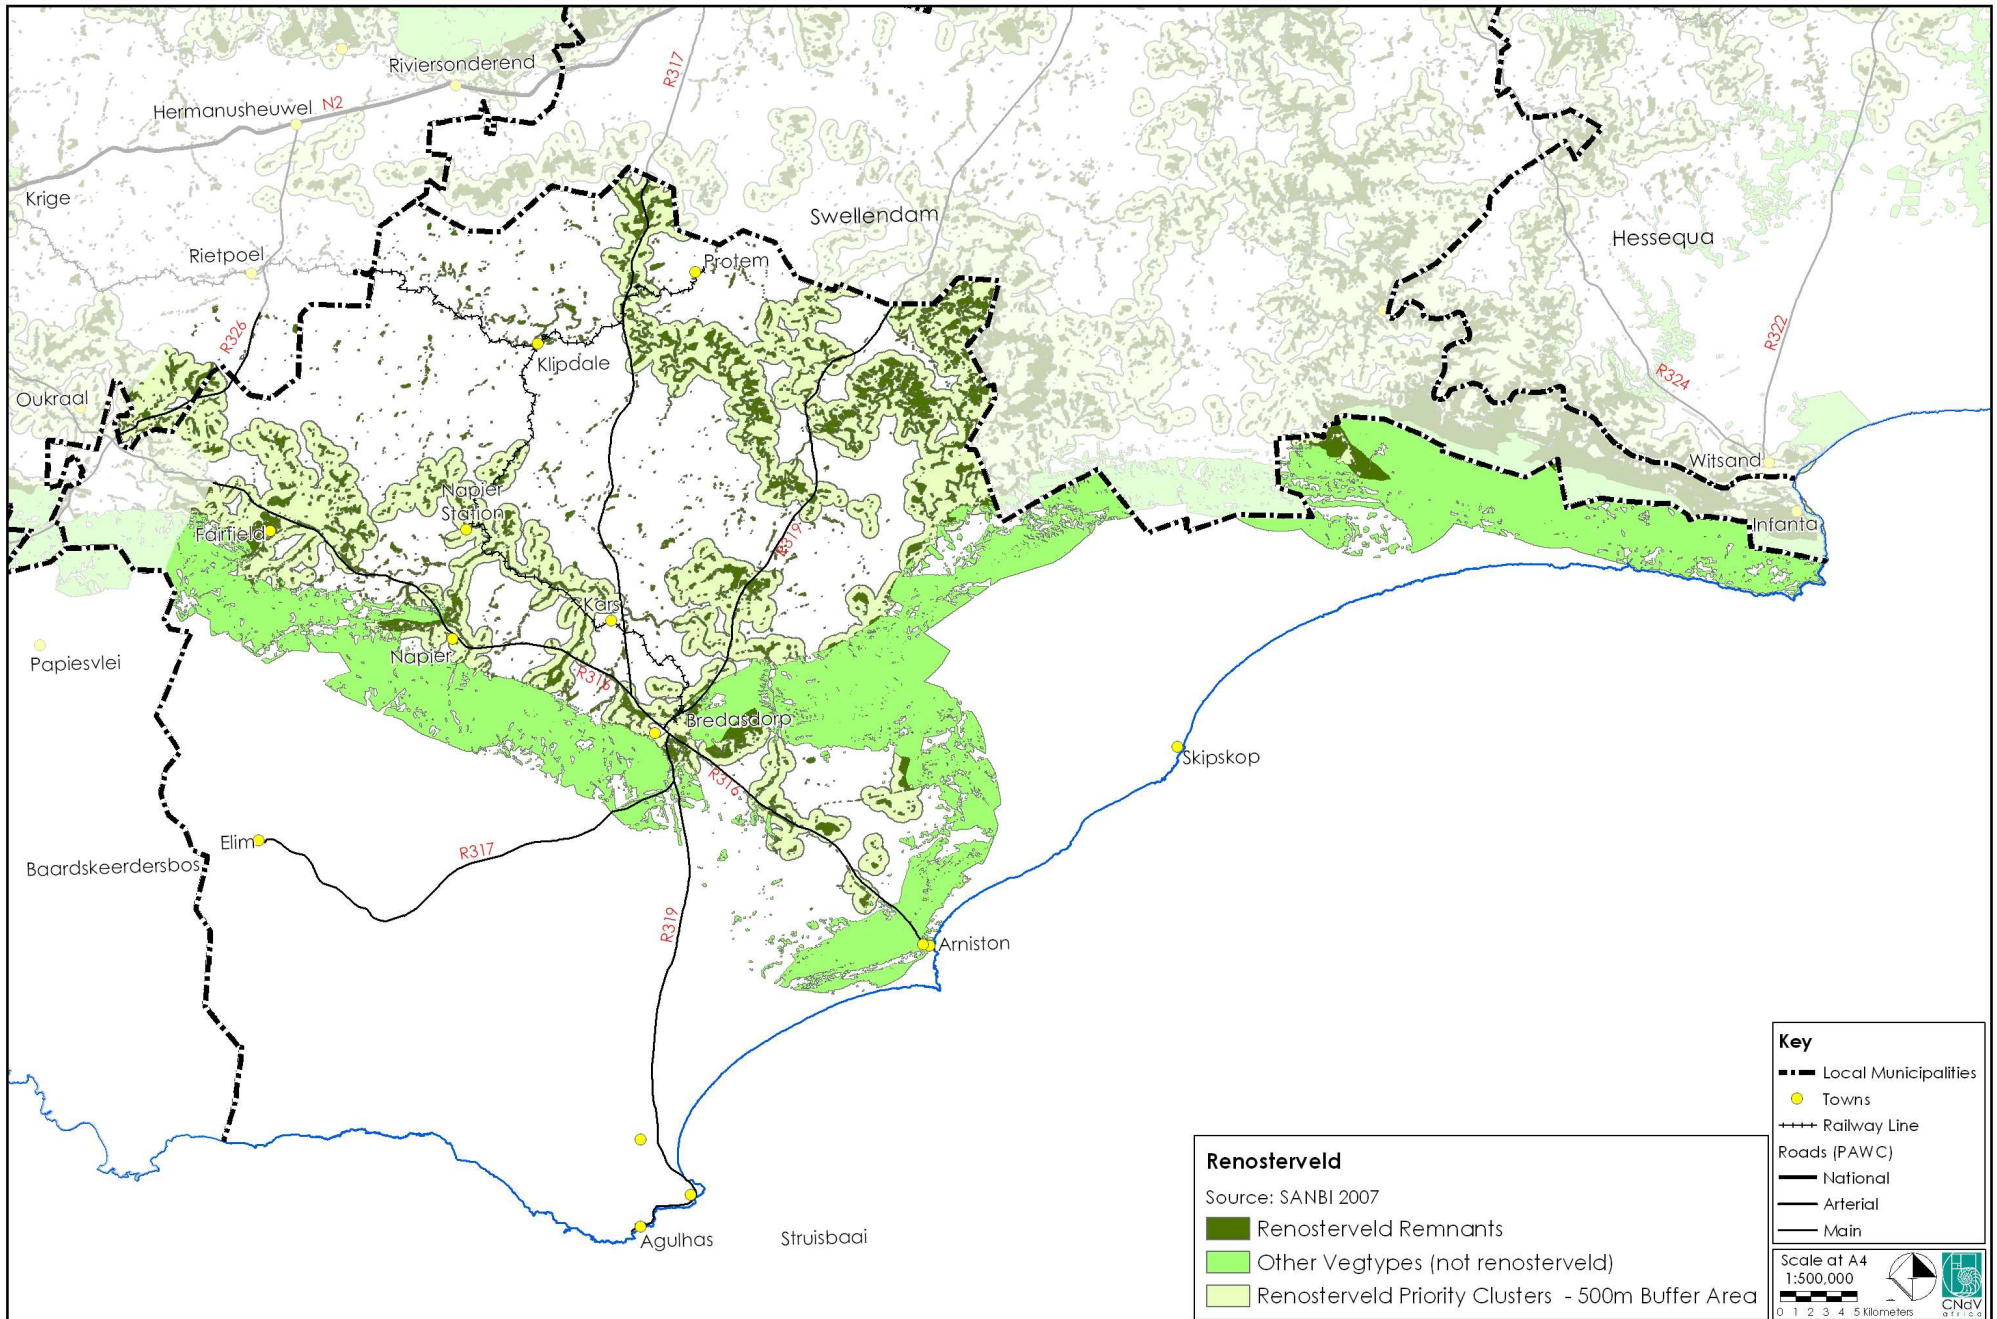 Riviersonderend
R317
Hermanusheuwel
N2
Krige
Swellendam
Hessequa
Rietpoel
Protem
R326
R322
Klipdale
R324
Oukraal
Witsand
Napier
Station
Infanta
Fairfield
R319
Kars
Papiesvlei
Napier
R316
Bredasdorp
Skipskop
R316
Elim
R317
Baardskeerdersbos
R319
Arniston
Agulhas
Struisbaai
Renosterveld
Source: SANBI 2007
Renosterveld Remnants
Other Vegtypes (not renosterveld)
Renosterveld Priority Clusters - 500m Buffer Area
Key
Local Municipalities
Towns
Railway Line
Roads (PAWC)
National
Arterial
Main
Scale at A4
1:500,000
0 1 2 3 4 5 Kilometers
CNdV
africa